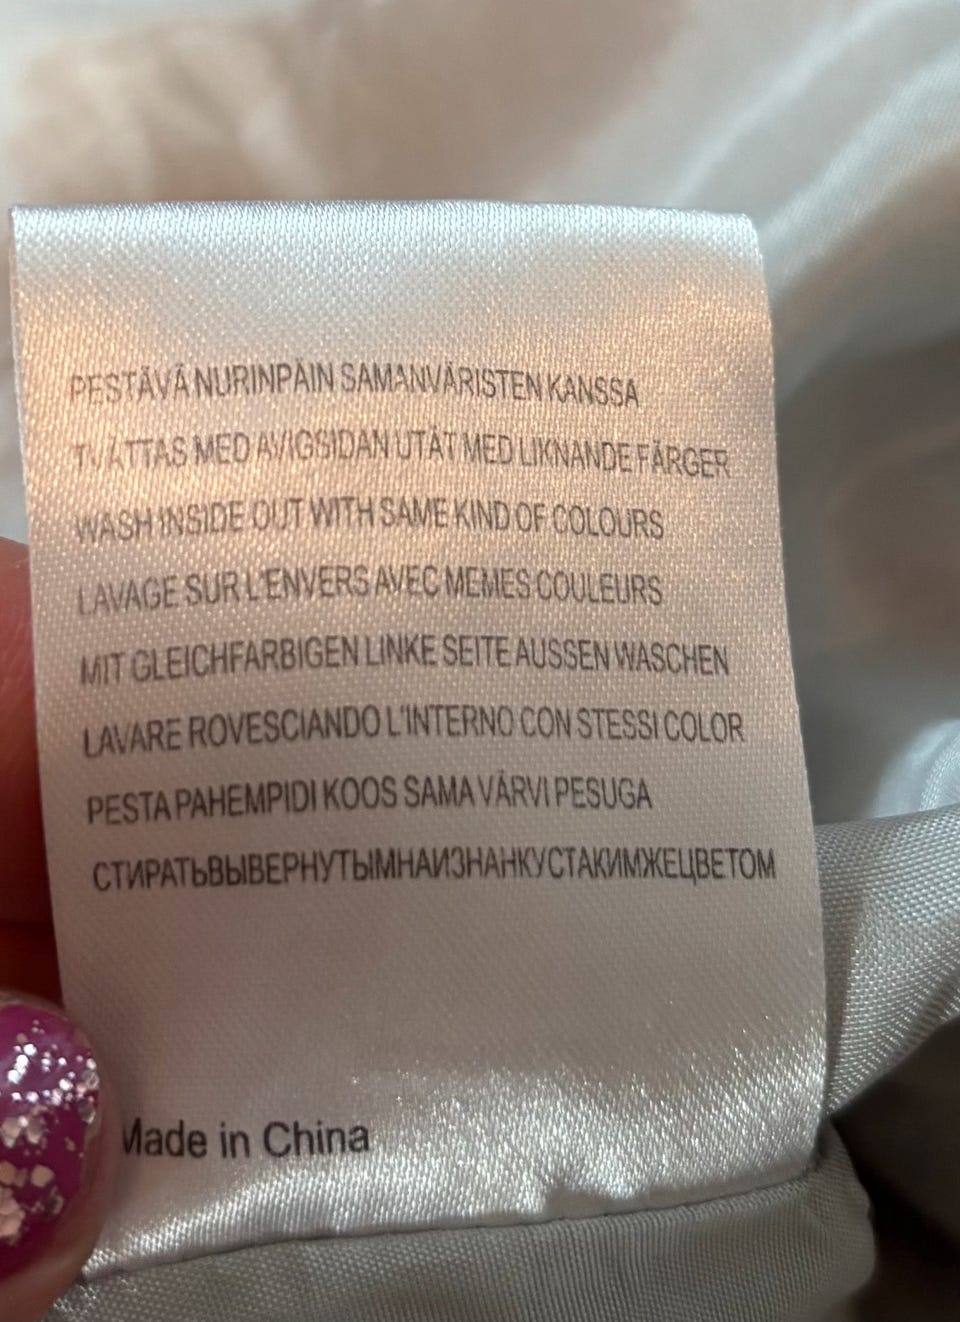 PESTÄVÄ NURINPÄIN SAMANVÄRISTEN KANSSA
TVÄTTAS MED AVIGSIDAN UTÅT MED LIKNANDE FÄRGER
WASH INSIDE OUT WITH SAME KIND OF COLOURS
LAVAGE SUR L'ENVERS AVEC MEMES COULEURS
MIT GLEICHFARBIGEN LINKE SEITE AUSSEN WASCHEN
LAVARE ROVESCIANDO L'INTERNO CON STESSI COLOR
PESTA PAHEMPIDI KOOS SAMA VÄRVI PESUGA
СТИРАТЬВЫВЕРНУТЫМНАИЗНАНКУСТАКИМЖЕЦВЕТОМ
Made in China